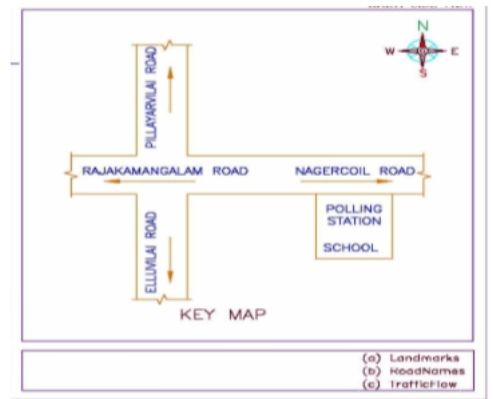 N
W E
S
PILLAYARVILAI ROAD
RAJAKAMANGALAM ROAD
NAGERCOIL ROAD
POLLING
STATION
SCHOOL
ELLUVILAI ROAD
KEY MAP
(a) Landmarks
(b) RoadNames
(c) TrafficFlow